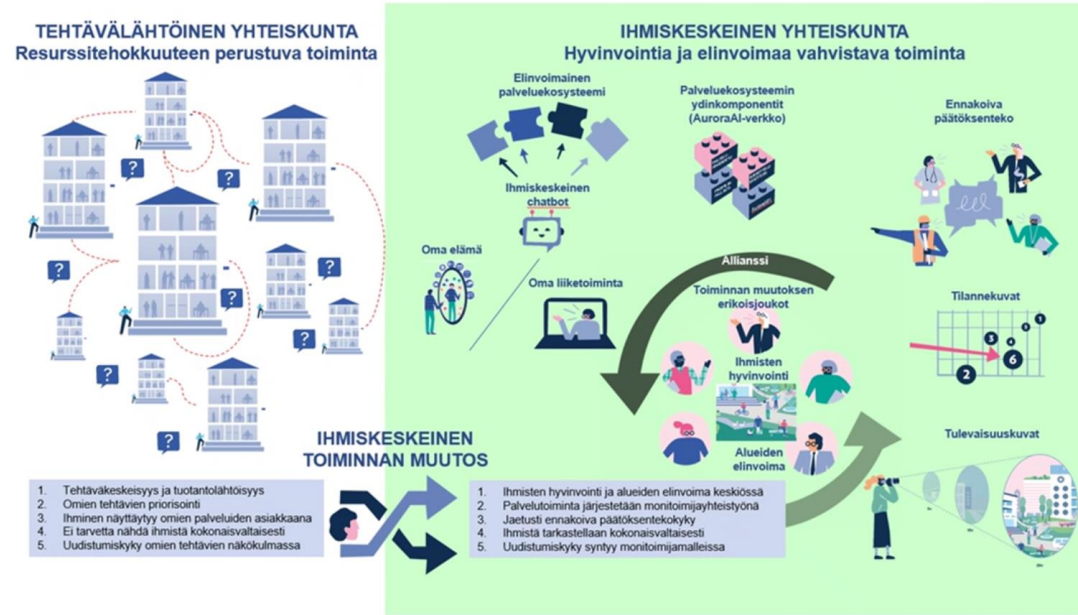 TEHTÄVÄLÄHTÖINEN YHTEISKUNTA
Resurssitehokkuuteen perustuva toiminta
IHMISKESKEINEN YHTEISKUNTA
Hyvinvointia ja elinvoimaa vahvistava toiminta
Elinvoimainen
palveluekosysteemi
Palveluekosysteemin
ydinkomponentit
(AuroraAI-verkko)
Ennakoiva
päätöksenteko
?
?
?
?
?
?
?
?
Ihmiskeskeinen
chatbot
Oma elämä
Oma liiketoiminta
Allianssi
Toiminnan muutoksen
erikoisjoukot
Ihmisten
hyvinvointi
Alueiden
elinvoima
Tilannekuvat
1
3
6
2
Tulevaisuuskuvat
IHMISKESKEINEN
TOIMINNAN MUUTOS
1. Tehtäväkeskeisyys ja tuotantolähtöisyys
2. Omien tehtävien priorisointi
3. Ihminen näyttäytyy omien palveluiden asiakkaana
4. Ei tarvetta nähdä ihmistä kokonaisvaltaisesti
5. Uudistumiskyky omien tehtävien näkökulmassa
1. Ihmisten hyvinvointi ja alueiden elinvoima keskiössä
2. Palvelutoiminta järjestetään monitoimijayhteistyönä
3. Jaetusti ennakoiva päätöksentekokyky
4. Ihmistä tarkastellaan kokonaisvaltaisesti
5. Uudistumiskyky syntyy monitoimijamalleissa